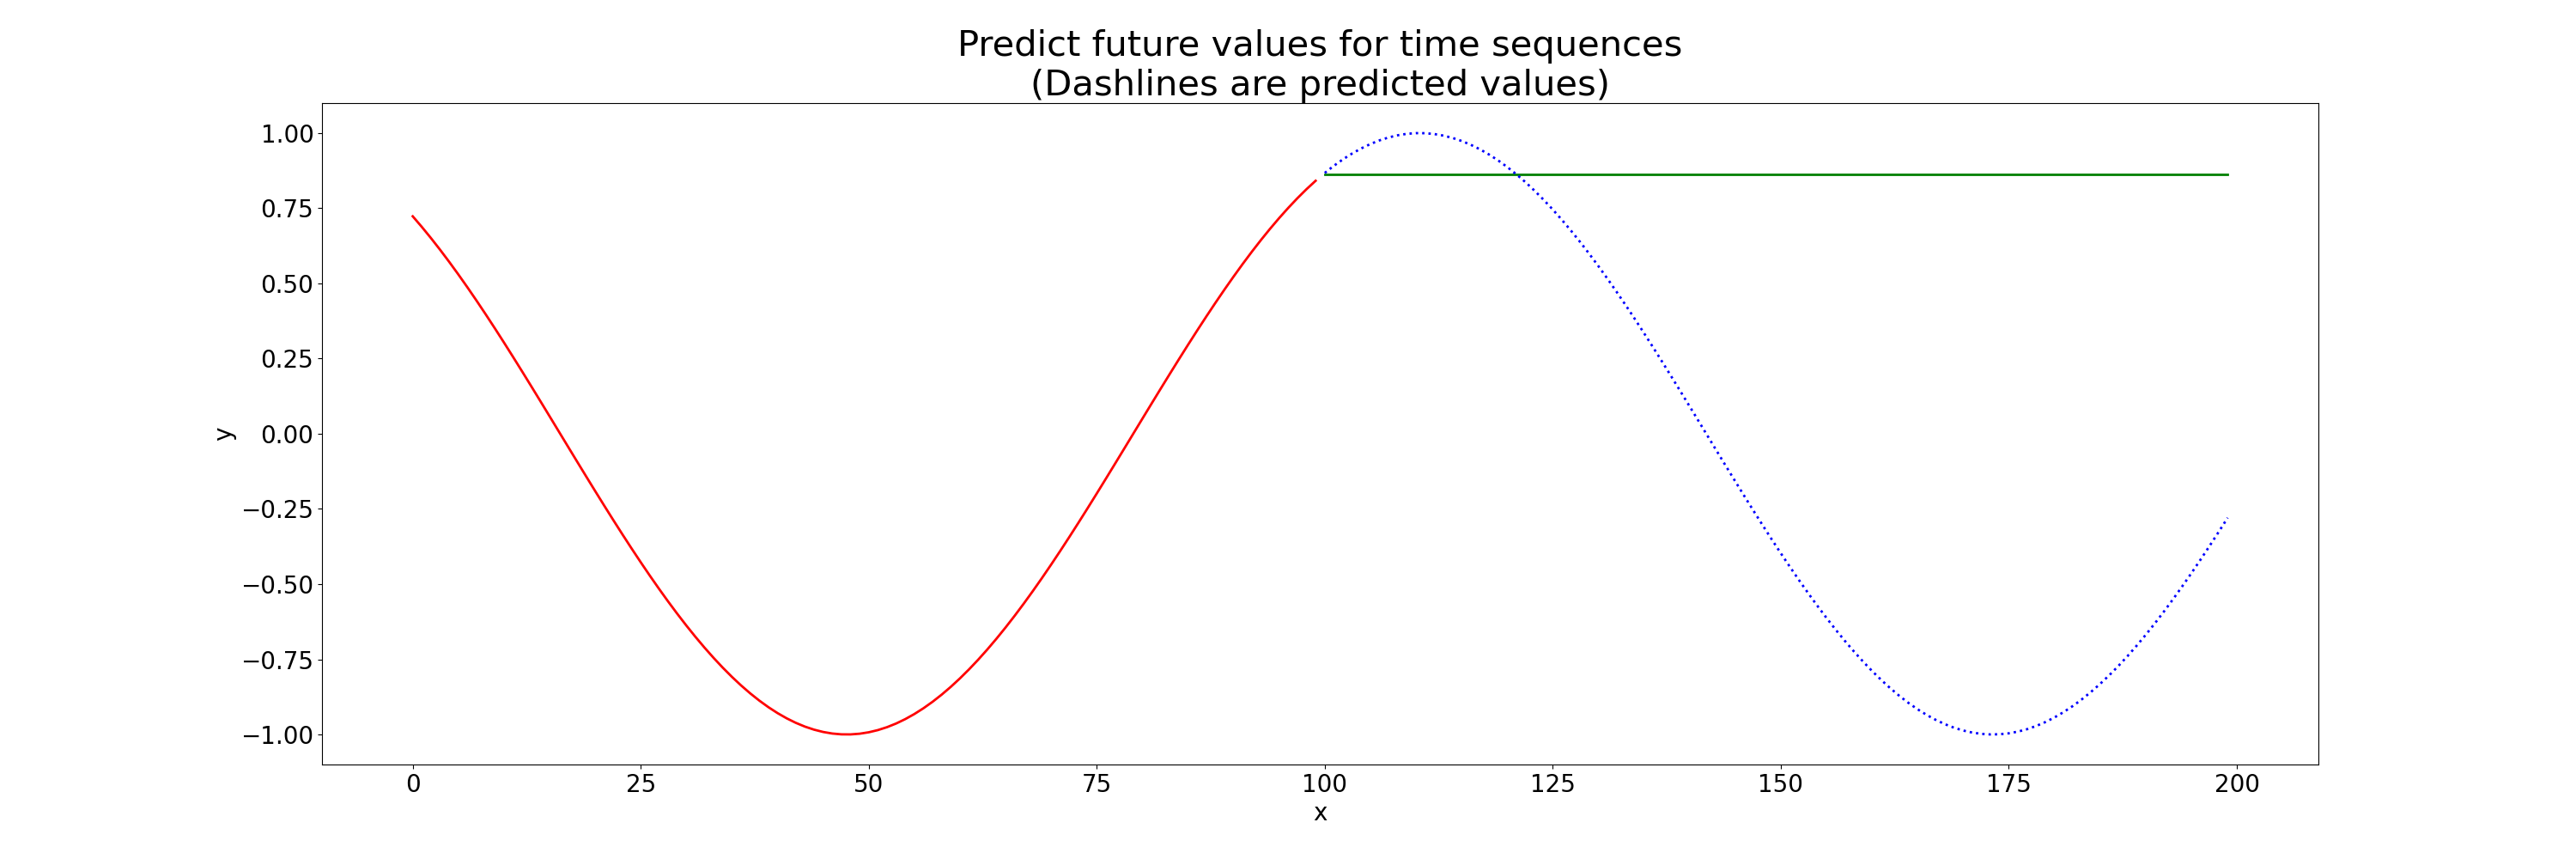 Predict future values for time sequences
(Dashlines are predicted values)
1.00
0.75
0.50
0.25
0.00
−0.25
−0.50
−0.75
−1.00
y
0 25 50 75 100 125 150 175 200
x